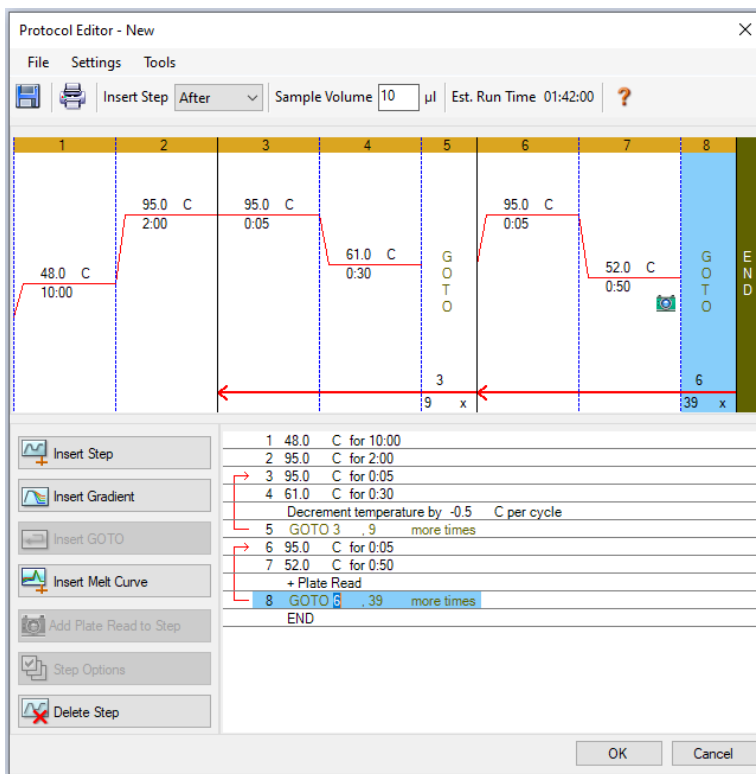 Protocol Editor - New
File Settings Tools
Insert Step After Sample Volume 10 µl Est. Run Time 01:42:00 ?
1 2 3 4 5 6 7 8
95.0 C 95.0 C 95.0 C
2:00 0:05 0:05
61.0 C
0:30
52.0 C
0:50
48.0 C
10:00
GOTO
GOTO
END
3 6
9 x 39 x
Insert Step
Insert Gradient
Insert GOTO
Insert Melt Curve
Add Plate Read to Step
Step Options
Delete Step
1 48.0 C for 10:00
2 95.0 C for 2:00
3 95.0 C for 0:05
4 61.0 C for 0:30
Decrement temperature by -0.5 C per cycle
5 GOTO 3 , 9 more times
6 95.0 C for 0:05
7 52.0 C for 0:50
+ Plate Read
8 GOTO 6 , 39 more times
END
OK Cancel